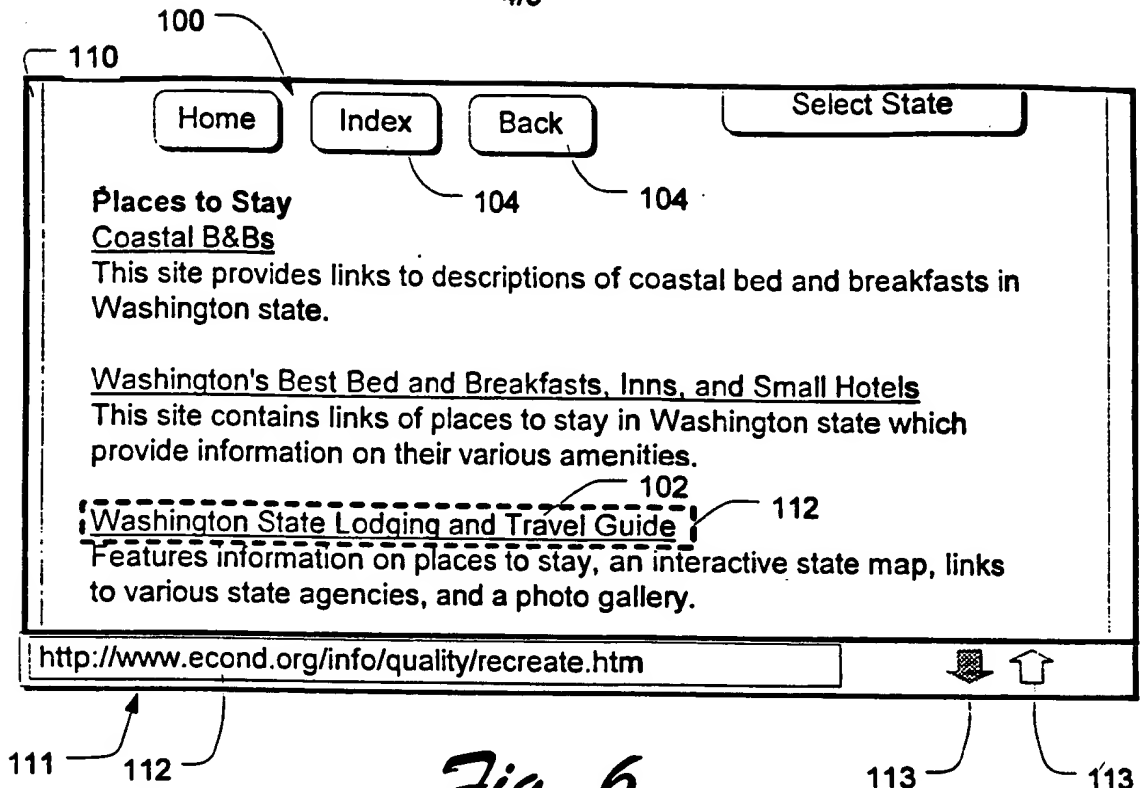 100
110
Home Index Back Select State
104 104
Places to Stay
Coastal B&Bs
This site provides links to descriptions of coastal bed and breakfasts in
Washington state.
Washington's Best Bed and Breakfasts, Inns, and Small Hotels
This site contains links of places to stay in Washington state which
provide information on their various amenities.
102
112
Washington State Lodging and Travel Guide
Features information on places to stay, an interactive state map, links
to various state agencies, and a photo gallery.
http://www.econd.org/info/quality/recreate.htm
111 112 113 113
Fig. 6